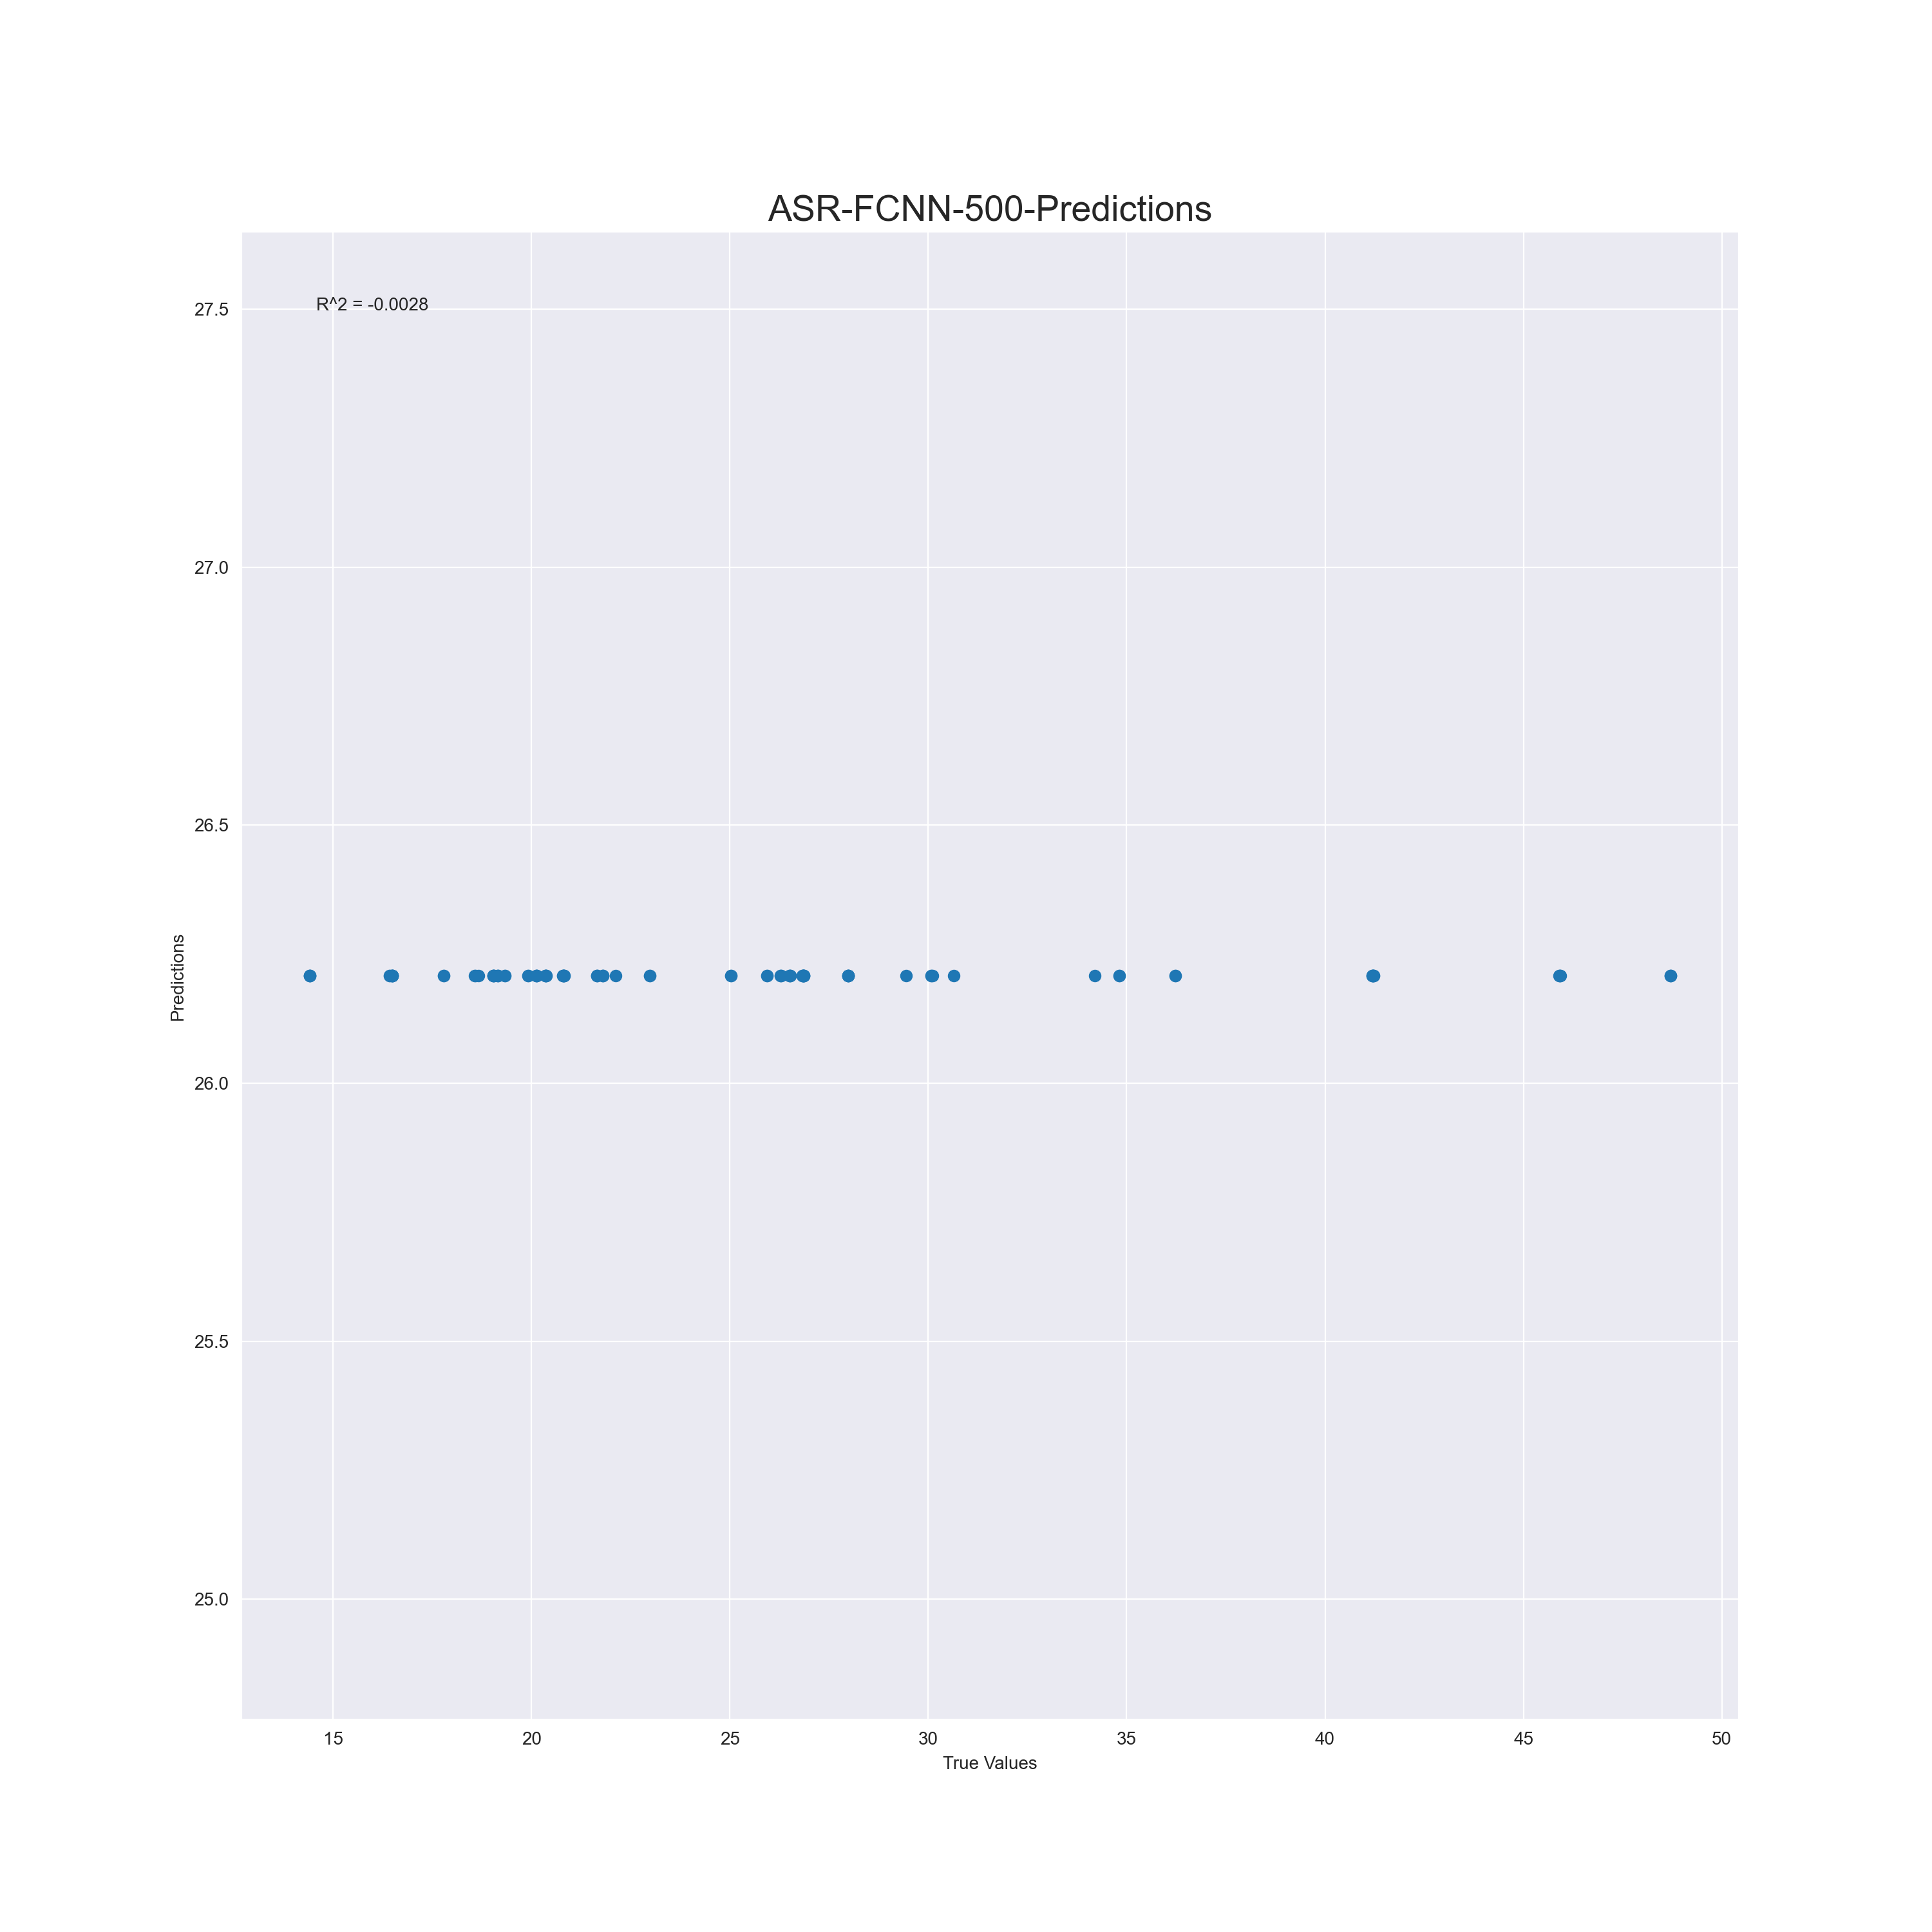 ASR-FCNN-500-Predictions
R^2 = -0.0028
27.5
27.0
26.5
26.0
25.5
25.0
Predictions
15 20 25 30 35 40 45 50
True Values